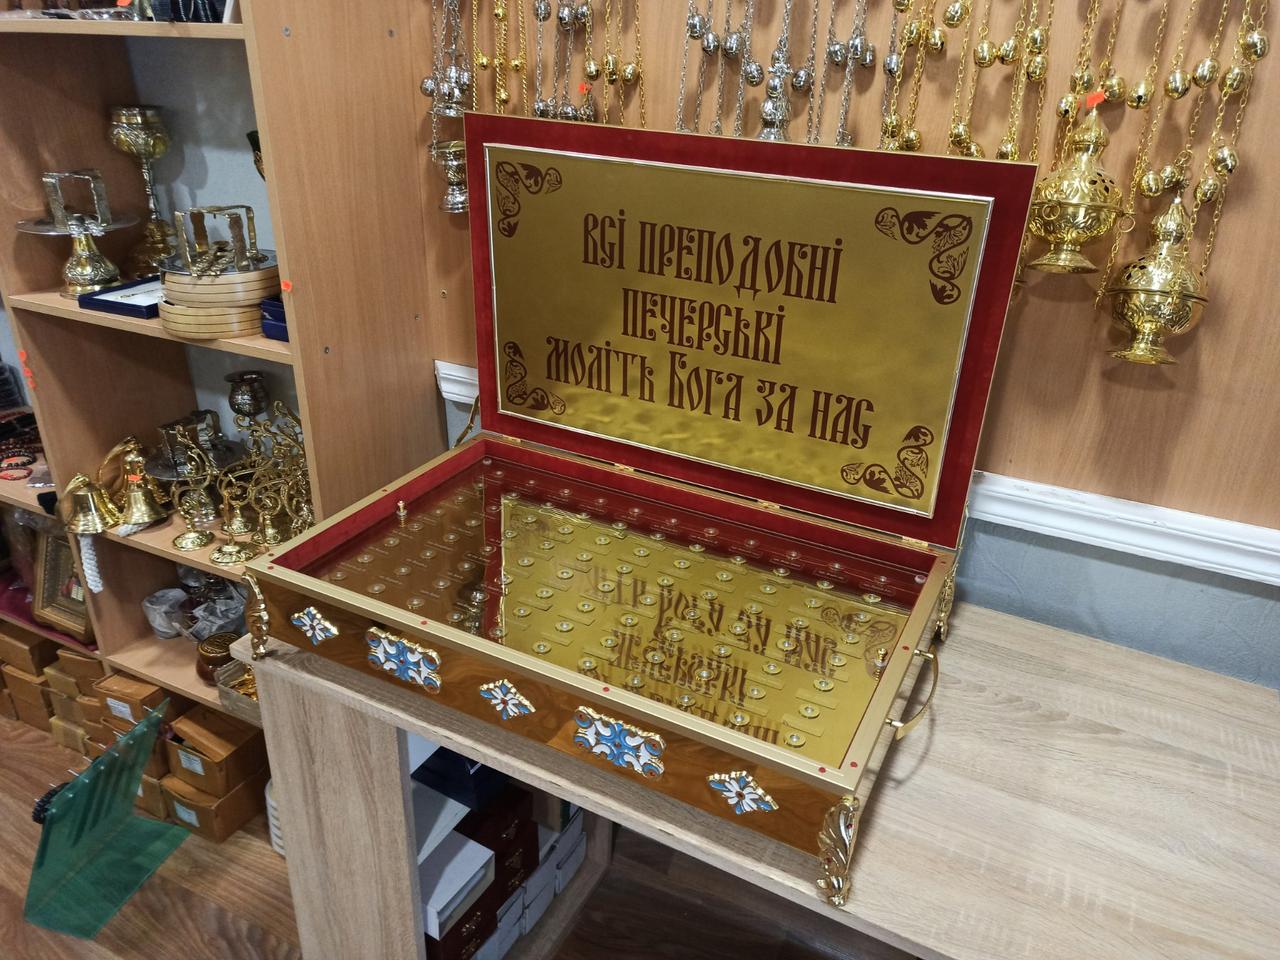 ВСІ ПРЕПОДОБНІ
ПЕЧЕРСЬКІ
МОЛІТЬ БОГА ЗА НАС